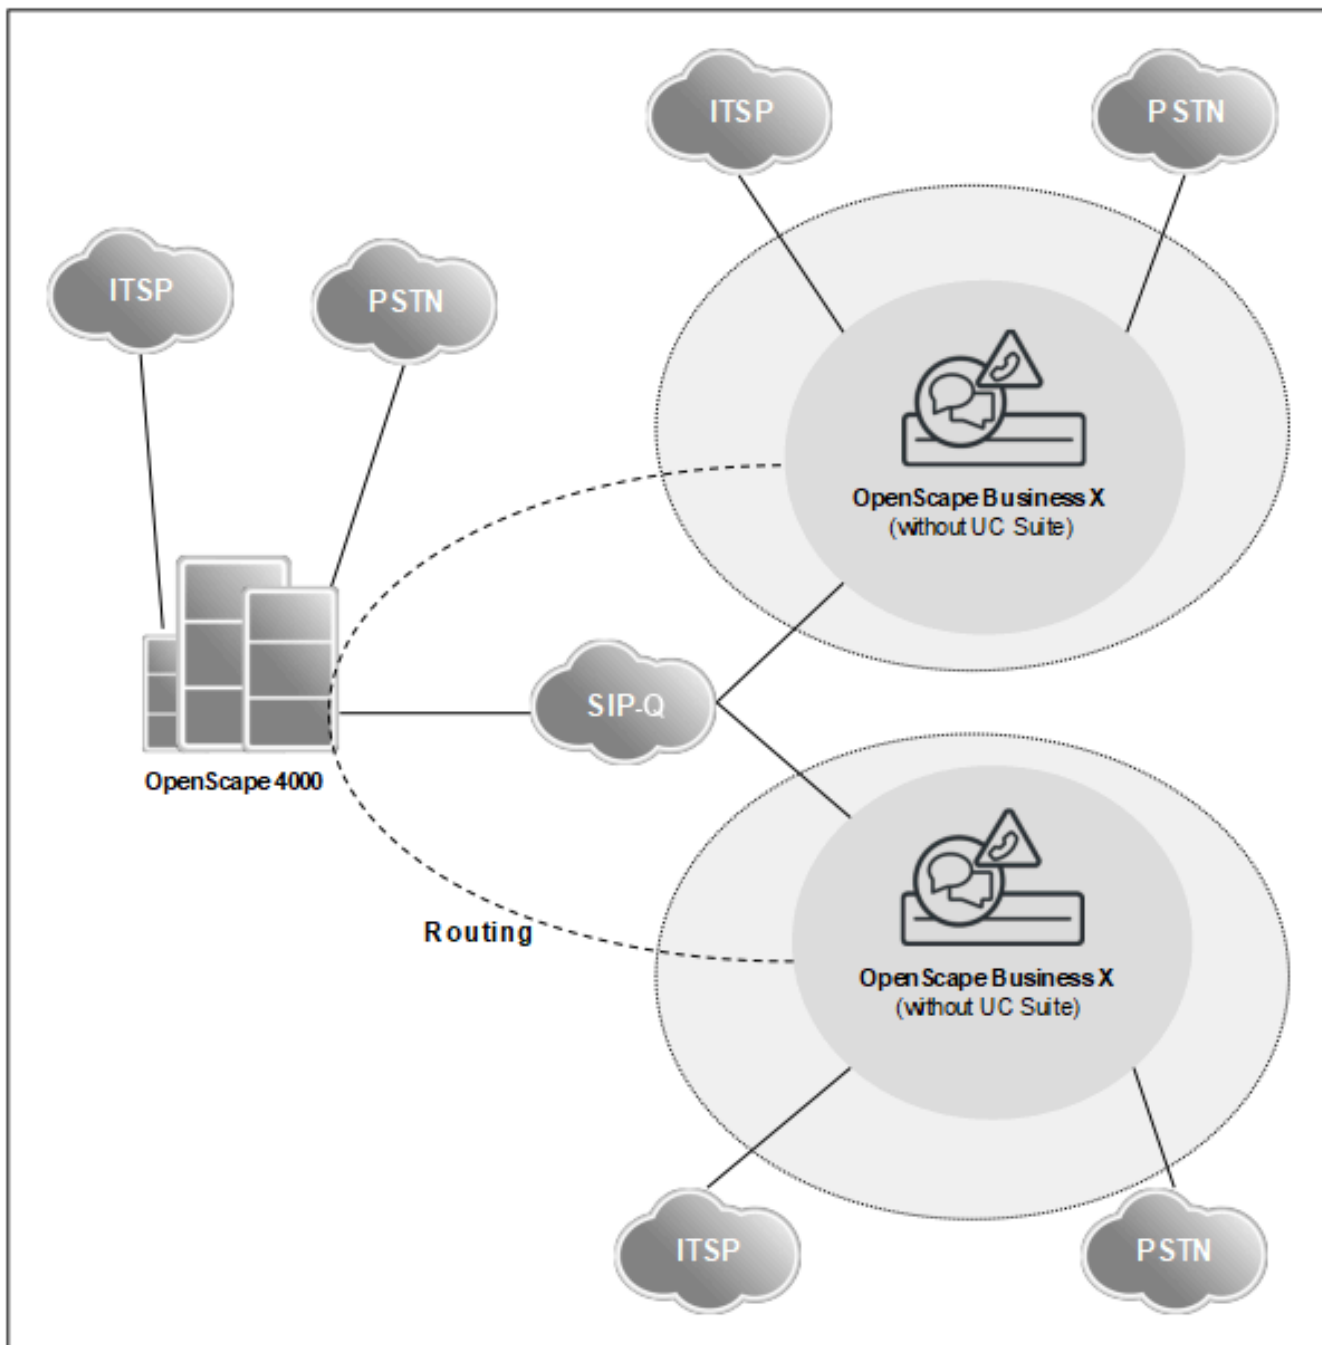 ITSP
PSTN
ITSP
PSTN
OpenScape Business X
(without UC Suite)
SIP-Q
OpenScape 4000
Routing
OpenScape Business X
(without UC Suite)
ITSP
PSTN